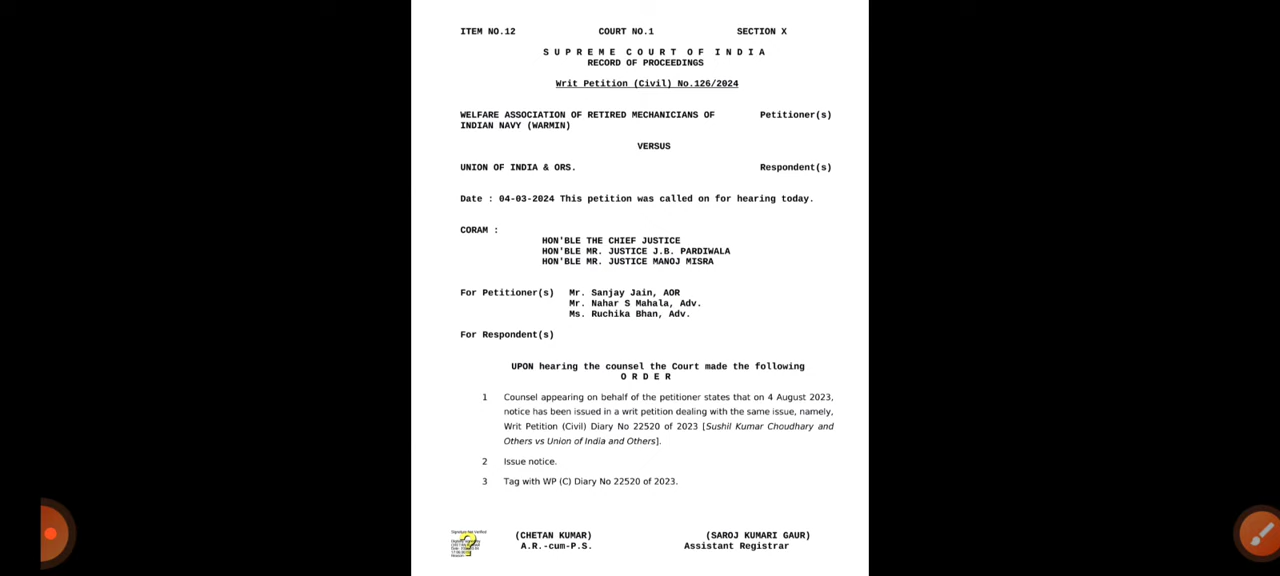 ITEM NO.12 COURT NO.1 SECTION X
S U P R E M E C O U R T O F I N D I A
RECORD OF PROCEEDINGS
Writ Petition (Civil) No.126/2024
WELFARE ASSOCIATION OF RETIRED MECHANICIANS OF Petitioner(s)
INDIAN NAVY (WARMIN)
VERSUS
UNION OF INDIA & ORS. Respondent(s)
Date : 04-03-2024 This petition was called on for hearing today.
CORAM :
HON'BLE THE CHIEF JUSTICE
HON'BLE MR. JUSTICE J.B. PARDIWALA
HON'BLE MR. JUSTICE MANOJ MISRA
For Petitioner(s) Mr. Sanjay Jain, AOR
Mr. Nahar S Mahala, Adv.
Ms. Ruchika Bhan, Adv.
For Respondent(s)
UPON hearing the counsel the Court made the following
O R D E R
1 Counsel appearing on behalf of the petitioner states that on 4 August 2023,
notice has been issued in a writ petition dealing with the same issue, namely,
Writ Petition (Civil) Diary No 22520 of 2023 [Sushil Kumar Choudhary and
Others vs Union of India and Others].
2 Issue notice.
3 Tag with WP (C) Diary No 22520 of 2023.
Signature Not Verified
(CHETAN KUMAR) (SAROJ KUMARI GAUR)
A.R.-cum-P.S. Assistant Registrar